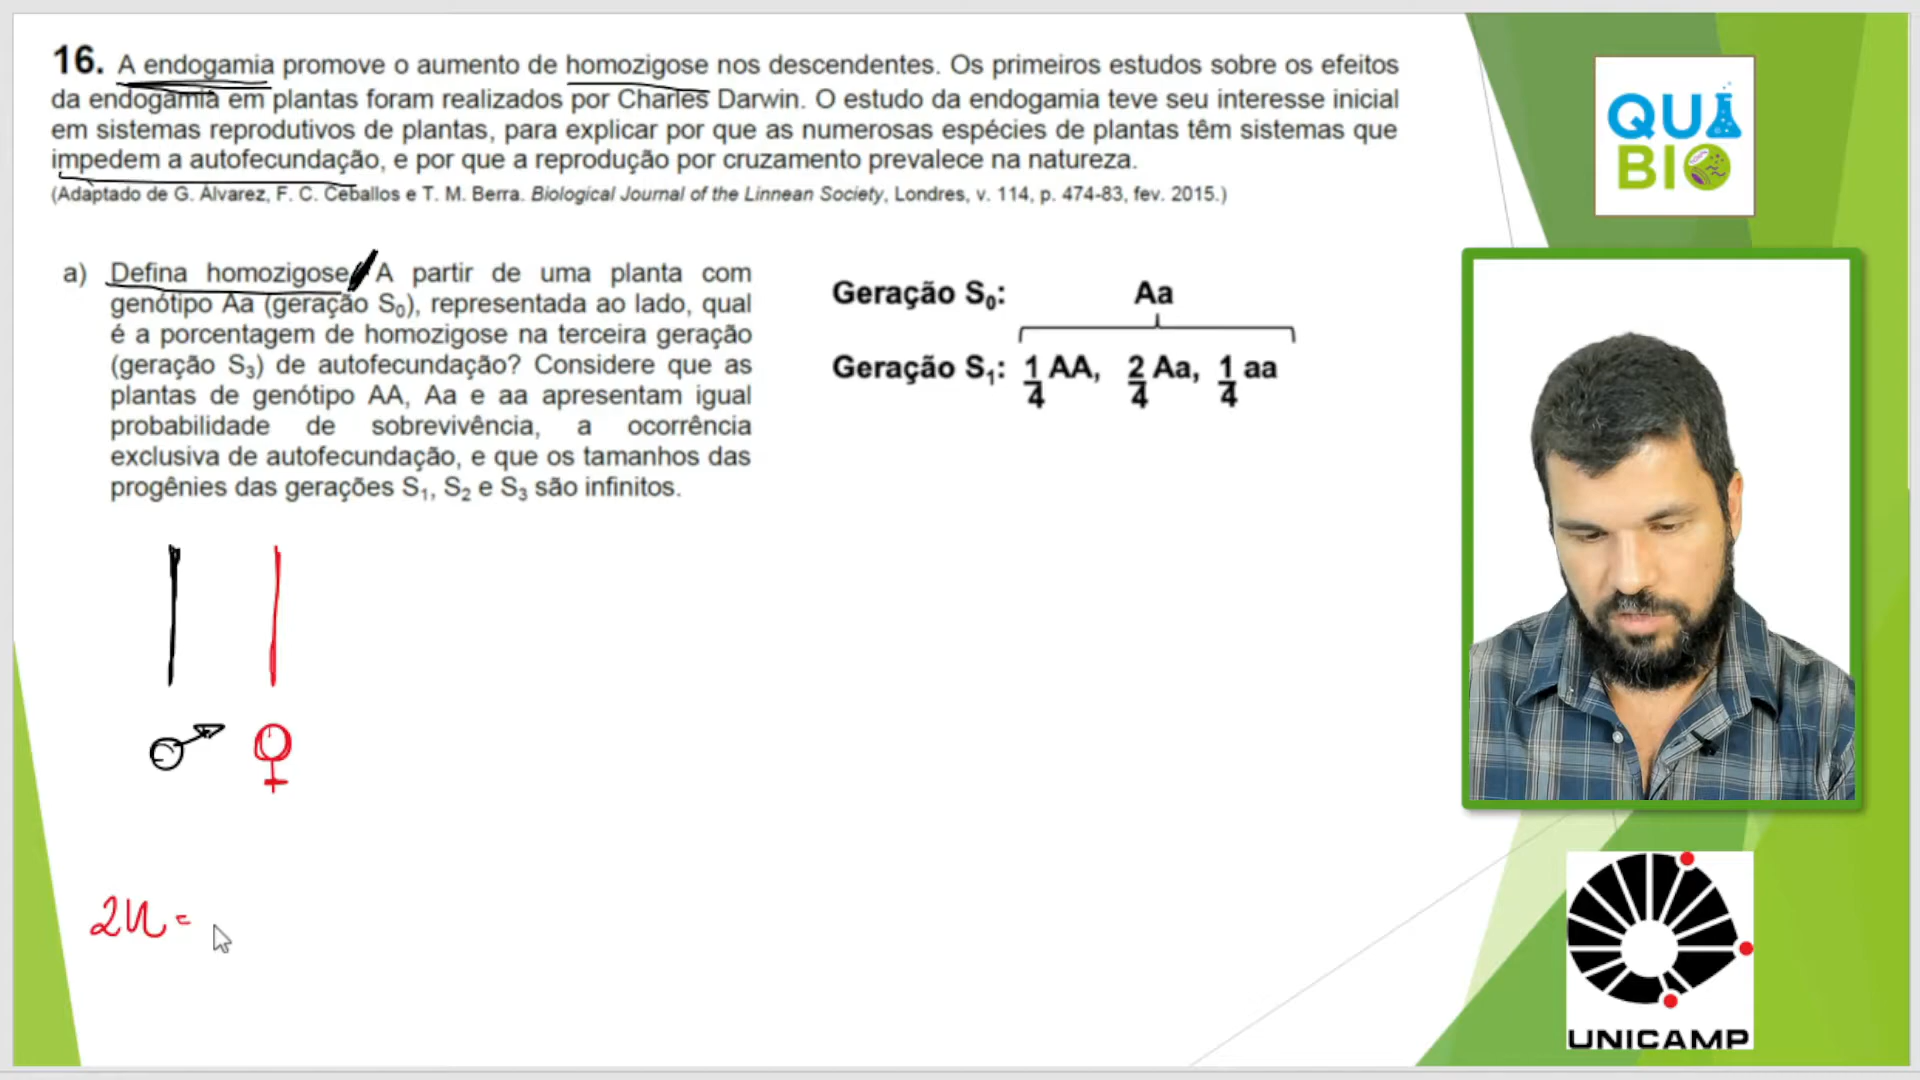 16. A endogamia promove o aumento de homozigose nos descendentes. Os primeiros estudos sobre os efeitos
da endogamia em plantas foram realizados por Charles Darwin. O estudo da endogamia teve seu interesse inicial
em sistemas reprodutivos de plantas, para explicar por que as numerosas espécies de plantas têm sistemas que
impedem a autofecundação, e por que a reprodução por cruzamento prevalece na natureza.
(Adaptado de G. Álvarez, F. C. Ceballos e T. M. Berra. Biological Journal of the Linnean Society, Londres, v. 114, p. 474-83, fev. 2015.)
QUI
BIO
a) Defina homozigose. A partir de uma planta com
genótipo Aa (geração S0), representada ao lado, qual
é a porcentagem de homozigose na terceira geração
(geração S3) de autofecundação? Considere que as
plantas de genótipo AA, Aa e aa apresentam igual
probabilidade de sobrevivência, a ocorrência
exclusiva de autofecundação, e que os tamanhos das
progênies das gerações S1, S2 e S3 são infinitos.
Geração S0: Aa
Geração S1: 1/4 AA, 2/4 Aa, 1/4 aa
♂ ♀
2n =
UNICAMP